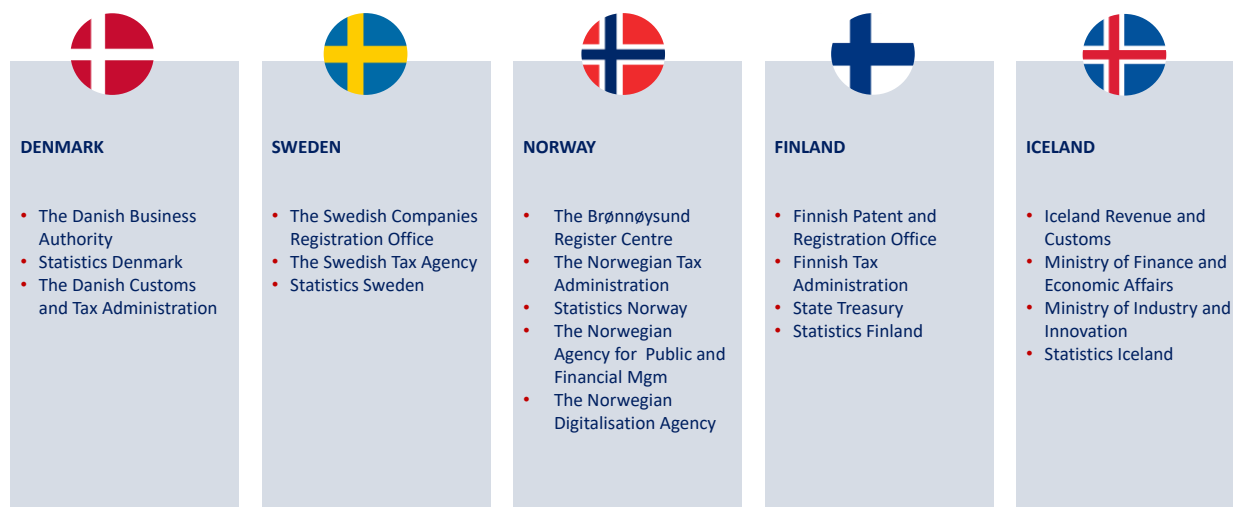 DENMARK
• The Danish Business
Authority
• Statistics Denmark
• The Danish Customs
and Tax Administration
SWEDEN
• The Swedish Companies
Registration Office
• The Swedish Tax Agency
• Statistics Sweden
NORWAY
• The Brønnøysund
Register Centre
• The Norwegian Tax
Administration
• Statistics Norway
• The Norwegian
Agency for Public and
Financial Mgm
• The Norwegian
Digitalisation Agency
FINLAND
• Finnish Patent and
Registration Office
• Finnish Tax
Administration
• State Treasury
• Statistics Finland
ICELAND
• Iceland Revenue and
Customs
• Ministry of Finance and
Economic Affairs
• Ministry of Industry and
Innovation
• Statistics Iceland